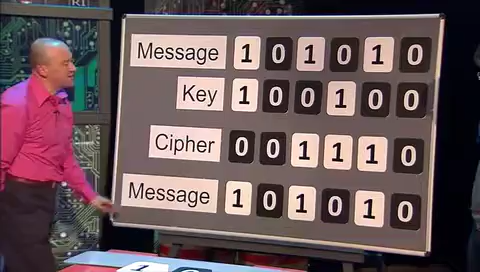 R1
Message 1 0 1 0 1 0
Key 1 0 0 1 0 0
Cipher 0 0 1 1 1 0
Message 1 0 1 0 1 0